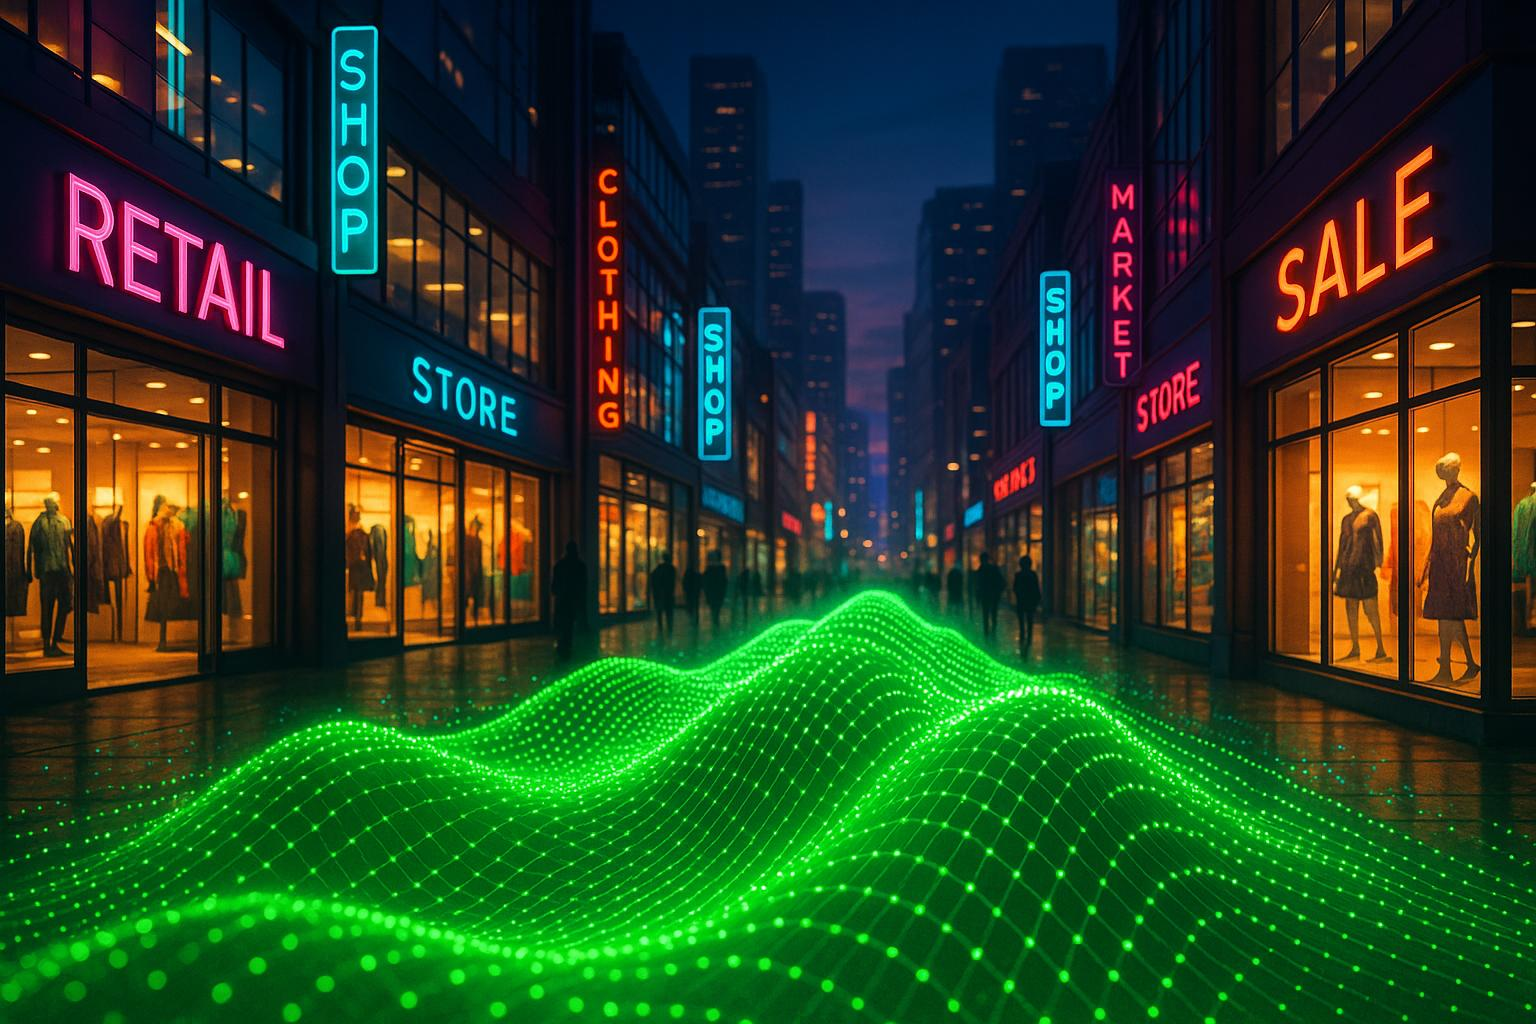 RETAIL
SHOP
STORE
CLOTHING
SHOP
SHOP
MARKET
STORE
SALE